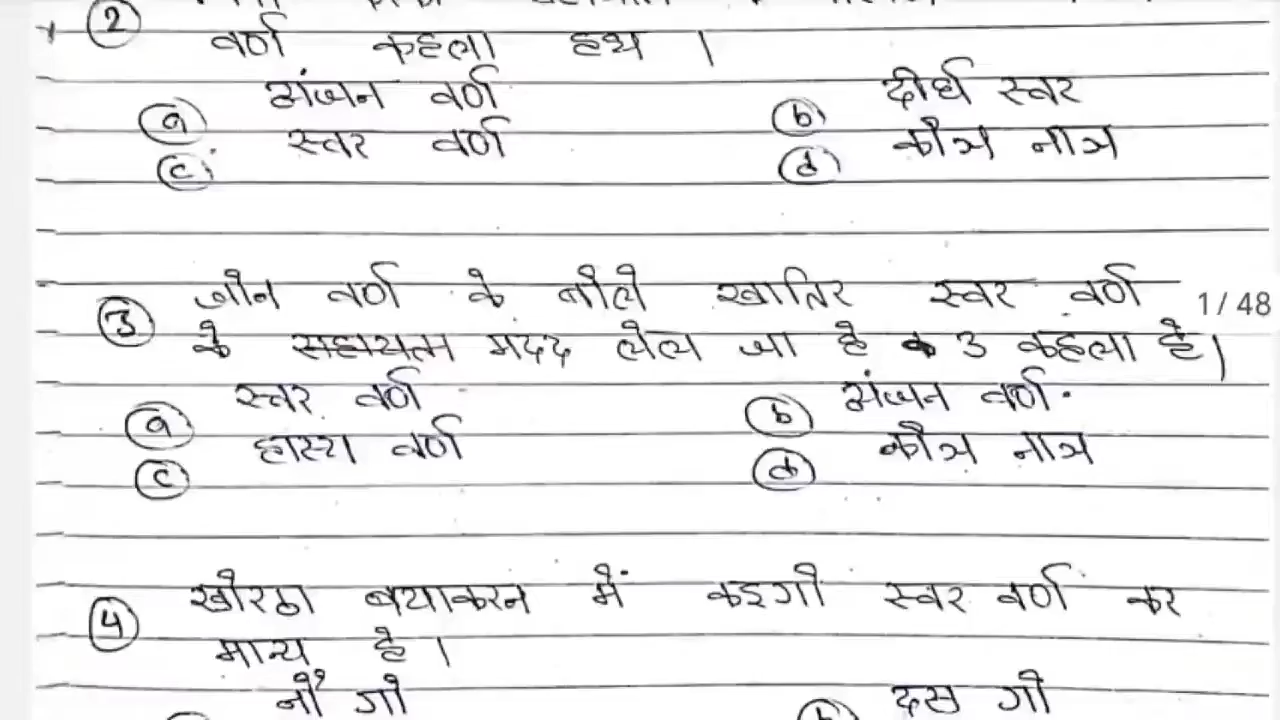 ②
वर्ण कहला हथ ।
ⓐ संजन वर्ण ⓑ दीर्घ स्वर
ⓒ स्वर वर्ण ⓓ कोञ नाञ
③ जोन वर्ण के बोले खातिर स्वर वर्ण
1 / 48
के सहायता मदद लेल जा हे ऊ कहला हे ।
ⓐ स्वर वर्ण ⓑ संजन वर्ण
ⓒ वर्ण ⓓ कोञ नाञ
④ खोरठा बयाकरन में कइगो स्वर वर्ण कर
मान्य हे ।
नौ गो दस गो